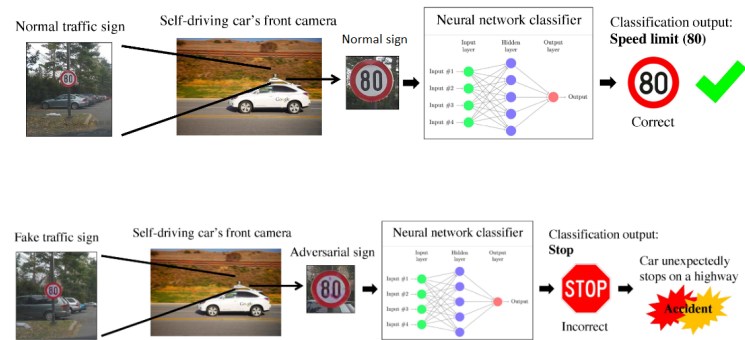 Normal traffic sign
Self-driving car's front camera
Normal sign
Neural network classifier
Classification output:
Speed limit (80)
80
Google
80
Input layer
Hidden layer
Output layer
Input #1
Input #2
Input #3
Input #4
Output
80
Correct
Fake traffic sign
Self-driving car's front camera
Adversarial sign
Neural network classifier
Classification output:
Stop
80
Google
80
Input layer
Hidden layer
Output layer
Input #1
Input #2
Input #3
Input #4
Output
STOP
Incorrect
Car unexpectedly
stops on a highway
Accident